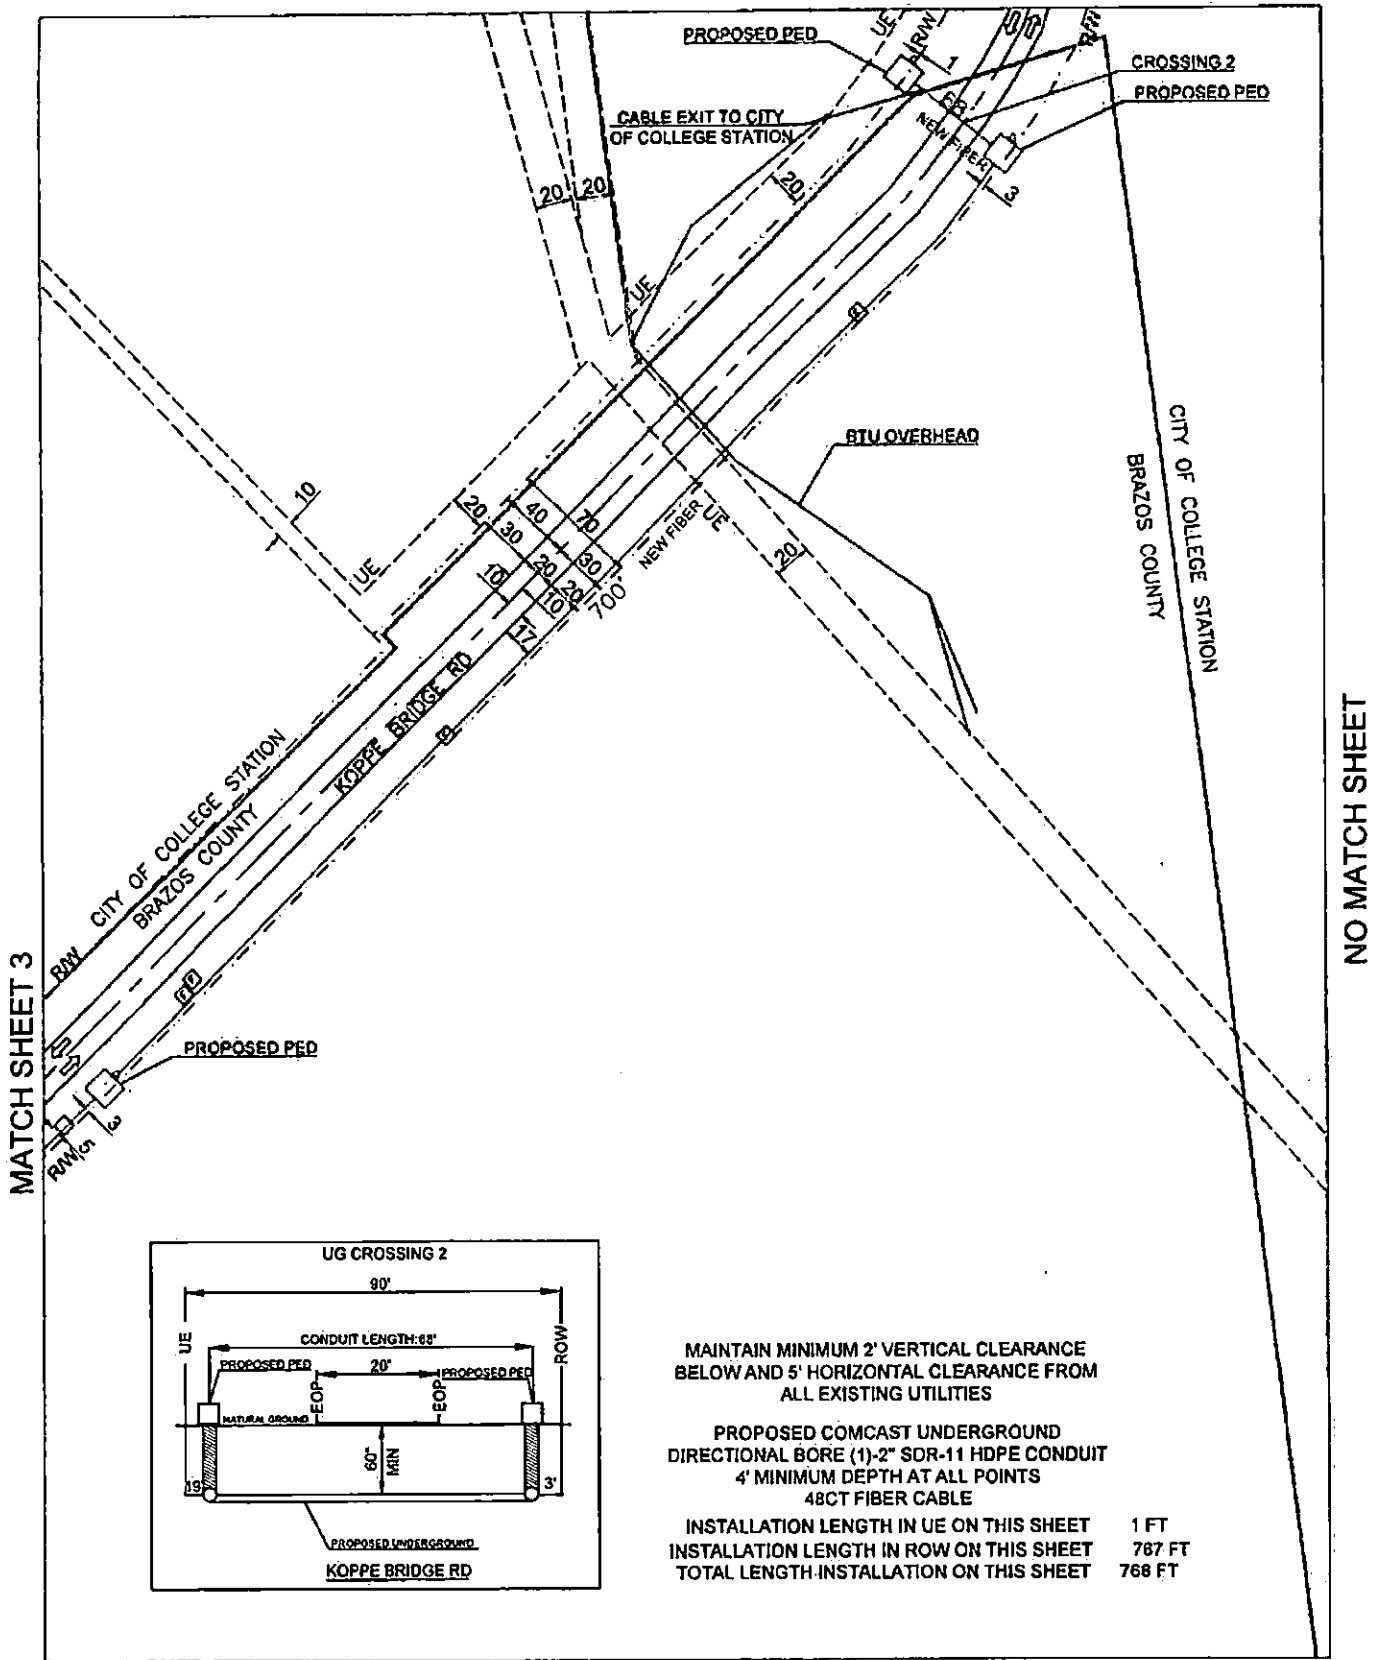 PROPOSED PED
UE
R/W
1
R/W
CROSSING 2
PROPOSED PED
68
NEW FIBER
CABLE EXIT TO CITY
OF COLLEGE STATION
3
20
20
20
UE
10
UE
BTU OVERHEAD
CITY OF COLLEGE STATION
BRAZOS COUNTY
20
30
40
70
10
20
30
10
20
17
700'
NEW FIBER
UE
20
KOPPE BRIDGE RD
CITY OF COLLEGE STATION
BRAZOS COUNTY
R/W
MATCH SHEET 3
NO MATCH SHEET
PROPOSED PED
3
5
R/W
UG CROSSING 2
90'
UE
ROW
CONDUIT LENGTH:68'
PROPOSED PED
20'
PROPOSED PED
EOP
EOP
NATURAL GROUND
60"
MIN
19'
3'
PROPOSED UNDERGROUND
KOPPE BRIDGE RD
MAINTAIN MINIMUM 2' VERTICAL CLEARANCE
BELOW AND 5' HORIZONTAL CLEARANCE FROM
ALL EXISTING UTILITIES
PROPOSED COMCAST UNDERGROUND
DIRECTIONAL BORE (1)-2" SDR-11 HDPE CONDUIT
4' MINIMUM DEPTH AT ALL POINTS
48CT FIBER CABLE
INSTALLATION LENGTH IN UE ON THIS SHEET 1 FT
INSTALLATION LENGTH IN ROW ON THIS SHEET 767 FT
TOTAL LENGTH INSTALLATION ON THIS SHEET 768 FT